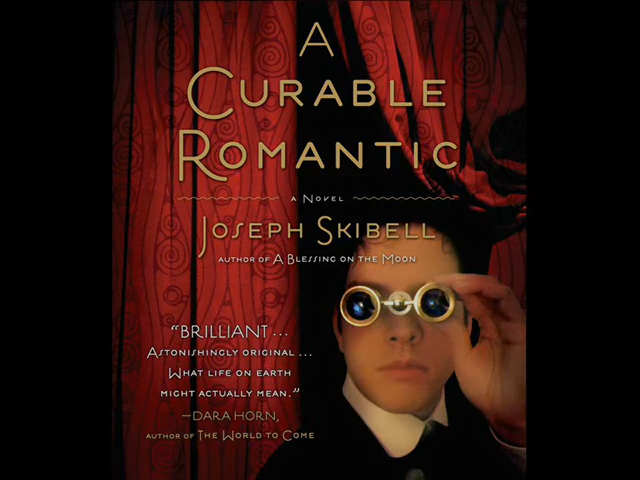 A
CURABLE
ROMANTIC
A NOVEL
JOSEPH SKIBELL
AUTHOR OF A BLESSING ON THE MOON
“BRILLIANT...
ASTONISHINGLY ORIGINAL...
WHAT LIFE ON EARTH
MIGHT ACTUALLY MEAN.”
—DARA HORN,
AUTHOR OF THE WORLD TO COME